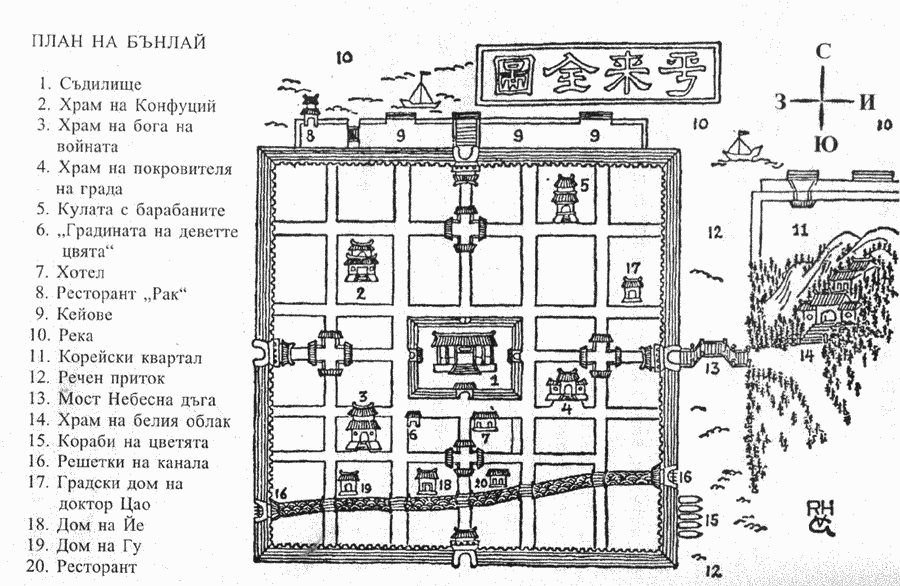 ПЛАН НА БЪНЛАЙ
1. Съдилище
2. Храм на Конфуций
3. Храм на бога на
войната
4. Храм на покровителя
на града
5. Кулата с барабаните
6. „Градината на деветте
цвята“
7. Хотел
8. Ресторант „Рак“
9. Кейове
10. Река
11. Корейски квартал
12. Речен приток
13. Мост Небесна дъга
14. Храм на белия облак
15. Кораби на цветята
16. Решетки на канала
17. Градски дом на
доктор Цао
18. Дом на Йе
19. Дом на Гу
20. Ресторант
圖全来
С
З
И
Ю
10
10
10
8
9
9
9
5
12
11
2
17
1
14
13
4
3
6
7
16
19
18
20
16
15
12
RH